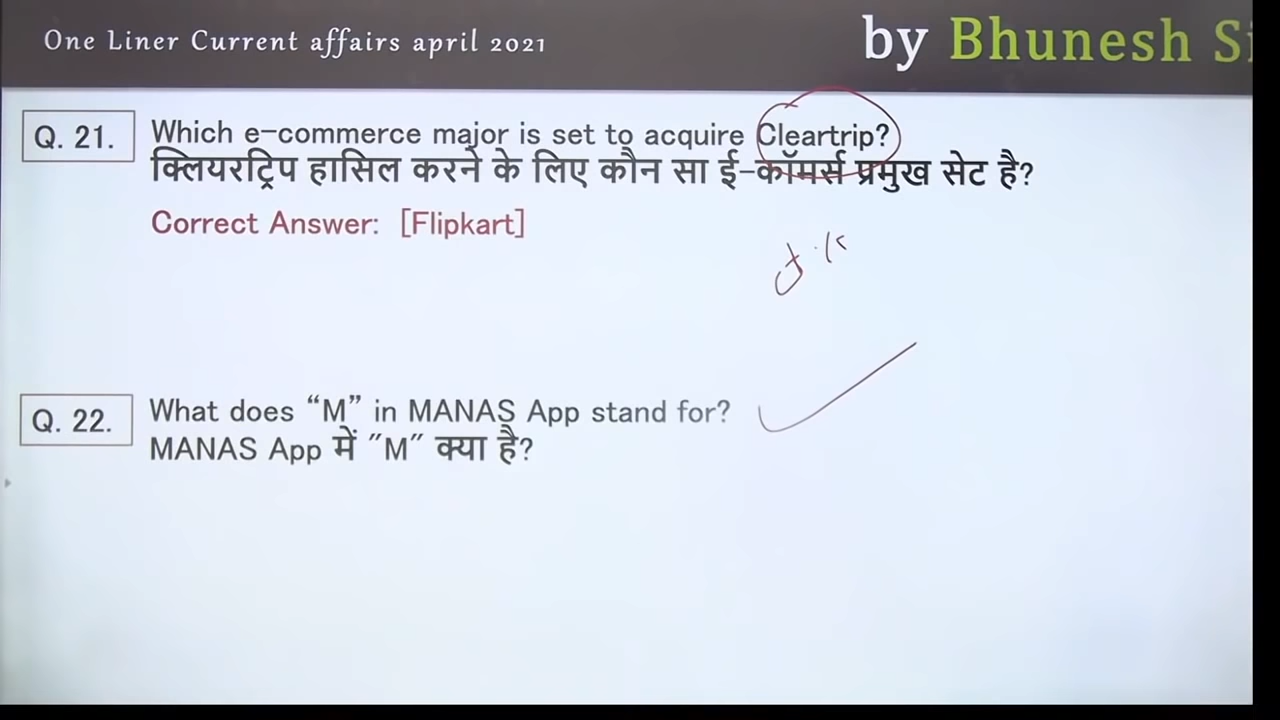 One Liner Current affairs april 2021
by Bhunesh
Q. 21. Which e-commerce major is set to acquire Cleartrip?
क्लियरट्रिप हासिल करने के लिए कौन सा ई-कॉमर्स प्रमुख सेट है?
Correct Answer: [Flipkart]
Q. 22. What does “M” in MANAS App stand for?
MANAS App में "M" क्या है?